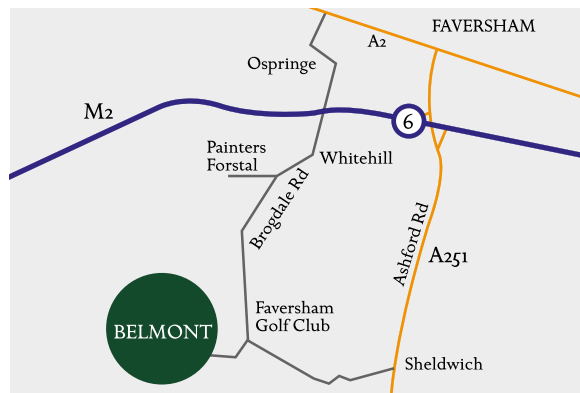 FAVERSHAM
A2
Ospringe
M2
6
Painters
Forstal
Whitehill
Brogdale Rd
Ashford Rd
A251
Faversham
Golf Club
BELMONT
Sheldwich